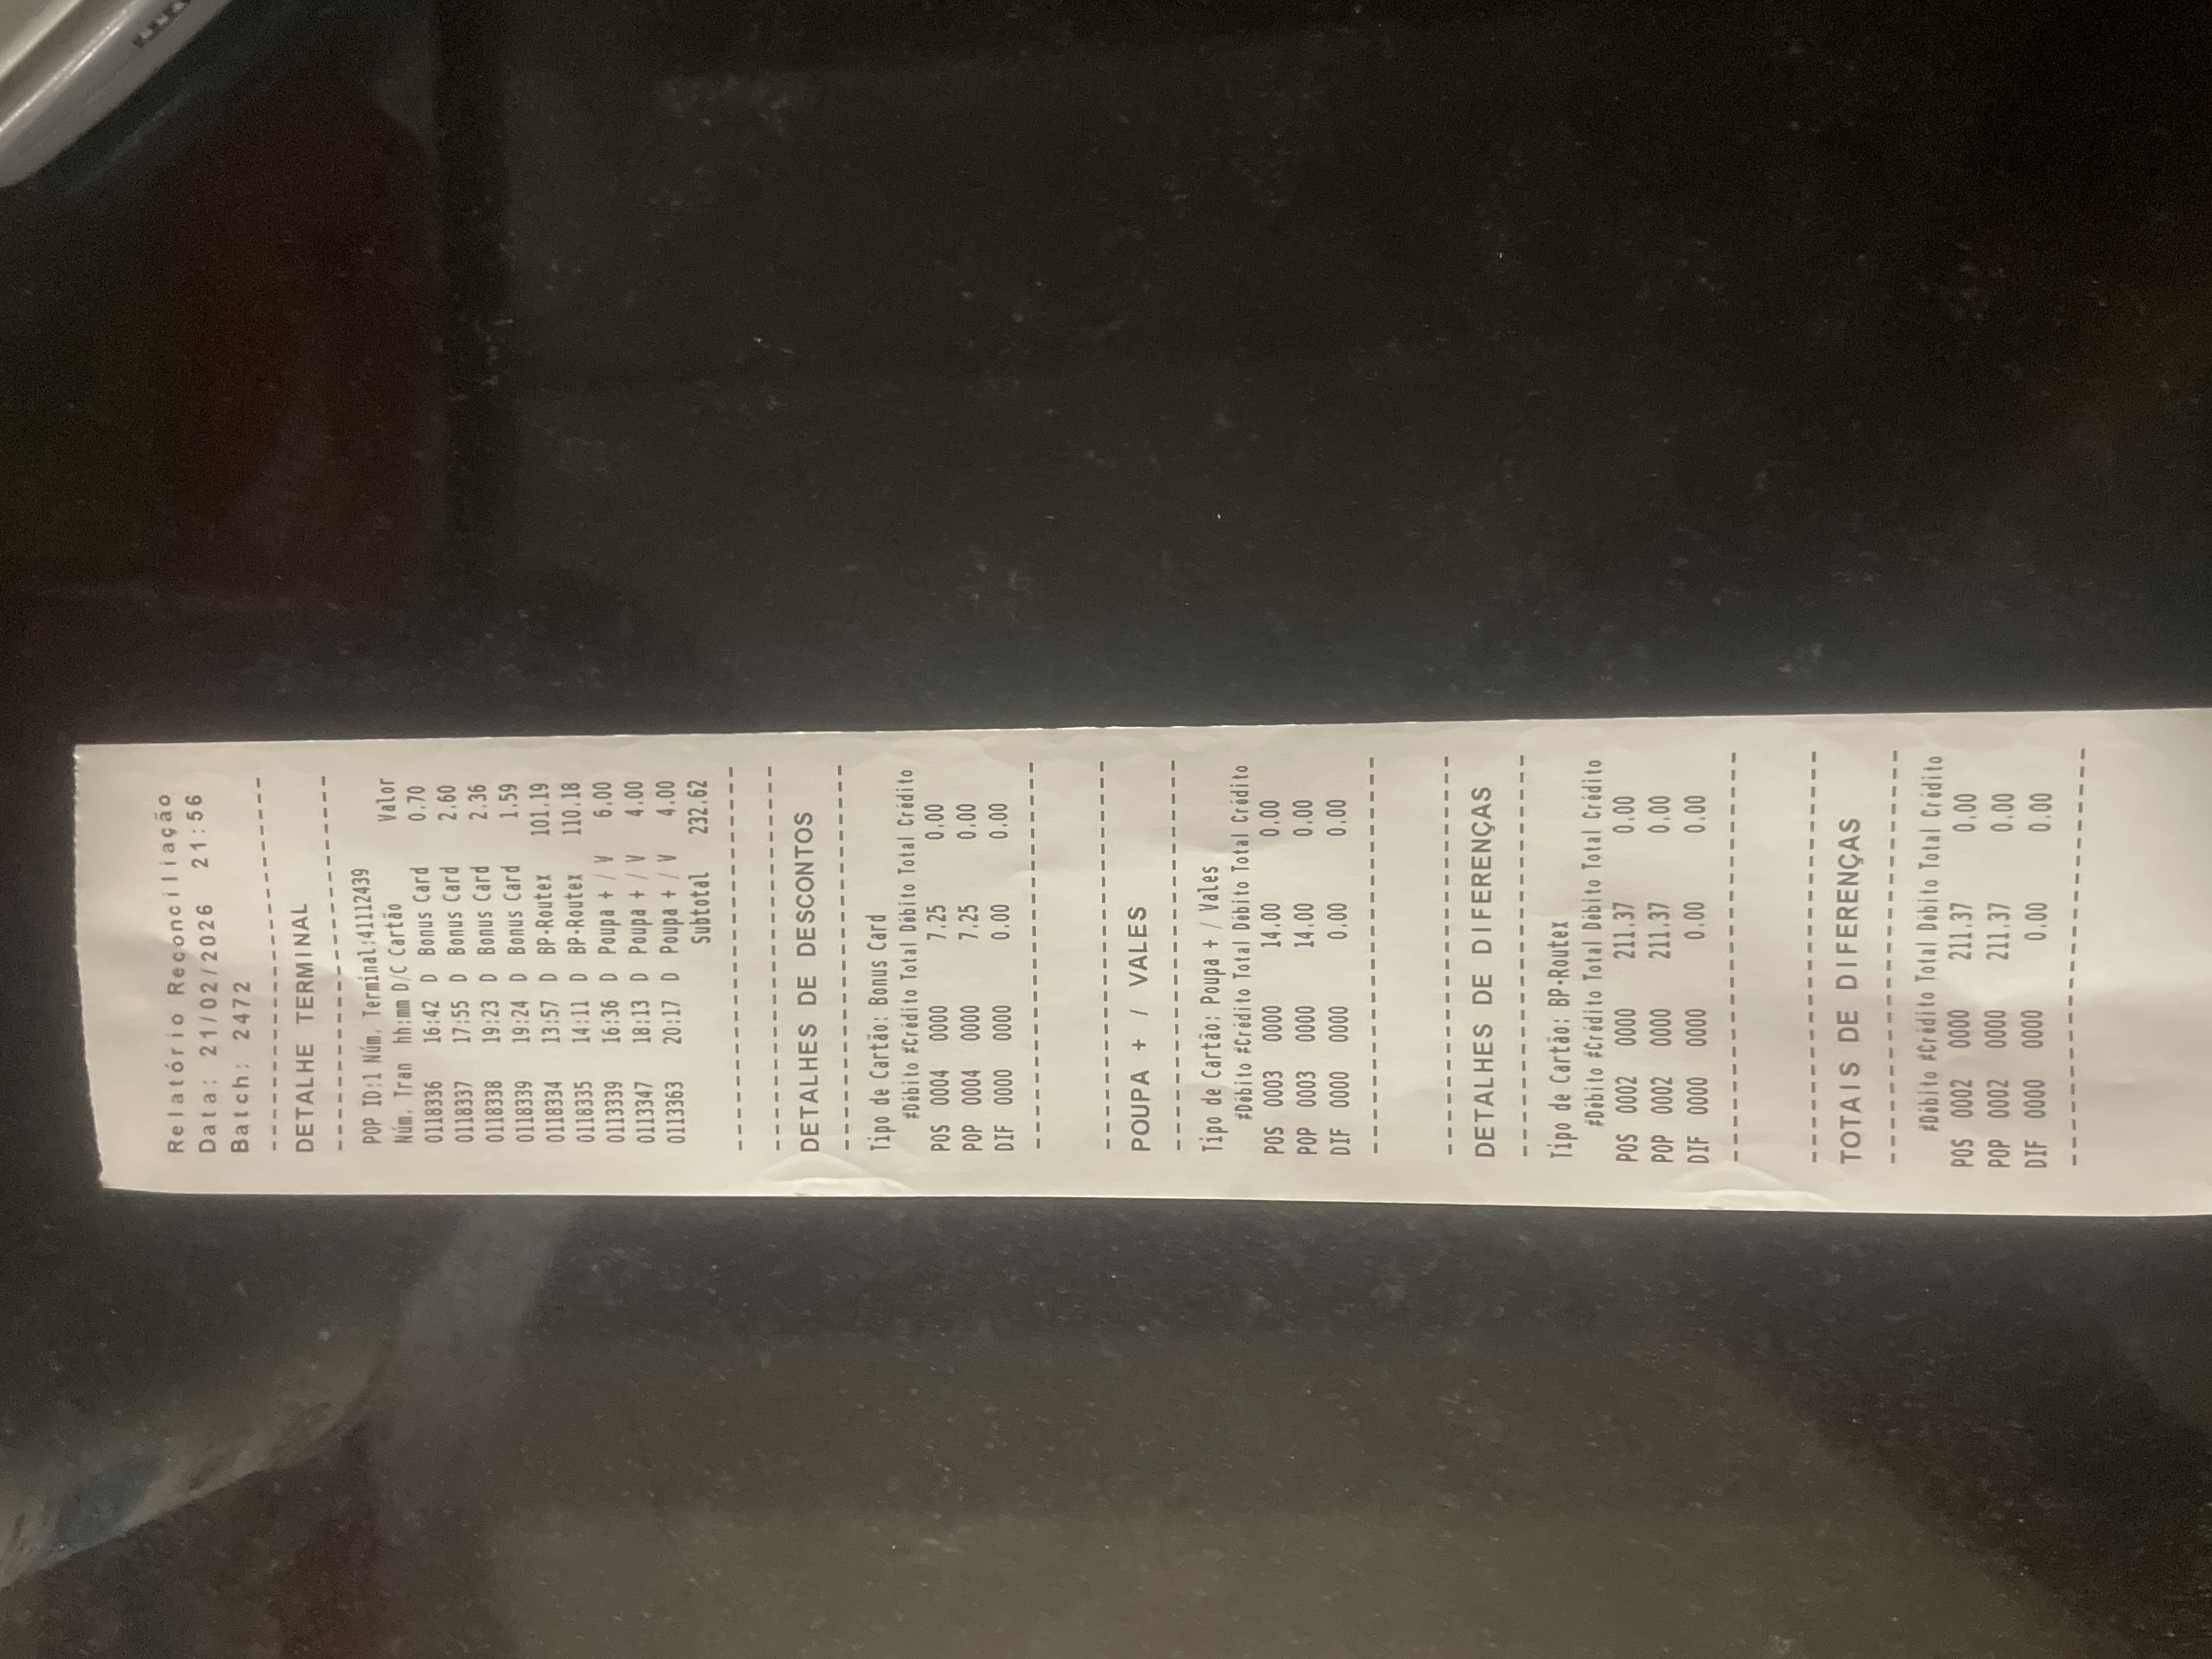 Relatório Reconciliação
Data: 21/02/2026 21:56
Batch: 2472
------------------------
DETALHE TERMINAL
------------------------
POP ID:1 Núm. Terminal:41112439
Núm. Tran hh:mm D/C Cartão Valor
0118336 16:42 D Bonus Card 0.70
0118337 17:55 D Bonus Card 2.60
0118338 19:23 D Bonus Card 2.36
0118339 19:24 D Bonus Card 1.59
0118334 13:57 D BP-Routex 101.19
0118335 14:11 D BP-Routex 110.18
0113339 16:36 D Poupa + / V 6.00
0113347 18:13 D Poupa + / V 4.00
0113363 20:17 D Poupa + / V 4.00
Subtotal 232.62
------------------------
------------------------
DETALHES DE DESCONTOS
------------------------
Tipo de Cartão: Bonus Card
#Débito #Crédito Total Débito Total Crédito
POS 0004 0000 7.25 0.00
POP 0004 0000 7.25 0.00
DIF 0000 0000 0.00 0.00
------------------------
------------------------
POUPA + / VALES
------------------------
Tipo de Cartão: Poupa + / Vales
#Débito #Crédito Total Débito Total Crédito
POS 0003 0000 14.00 0.00
POP 0003 0000 14.00 0.00
DIF 0000 0000 0.00 0.00
------------------------
------------------------
DETALHES DE DIFERENÇAS
------------------------
Tipo de Cartão: BP-Routex
#Débito #Crédito Total Débito Total Crédito
POS 0002 0000 211.37 0.00
POP 0002 0000 211.37 0.00
DIF 0000 0000 0.00 0.00
------------------------
------------------------
TOTAIS DE DIFERENÇAS
------------------------
#Débito #Crédito Total Débito Total Crédito
POS 0002 0000 211.37 0.00
POP 0002 0000 211.37 0.00
DIF 0000 0000 0.00 0.00
------------------------